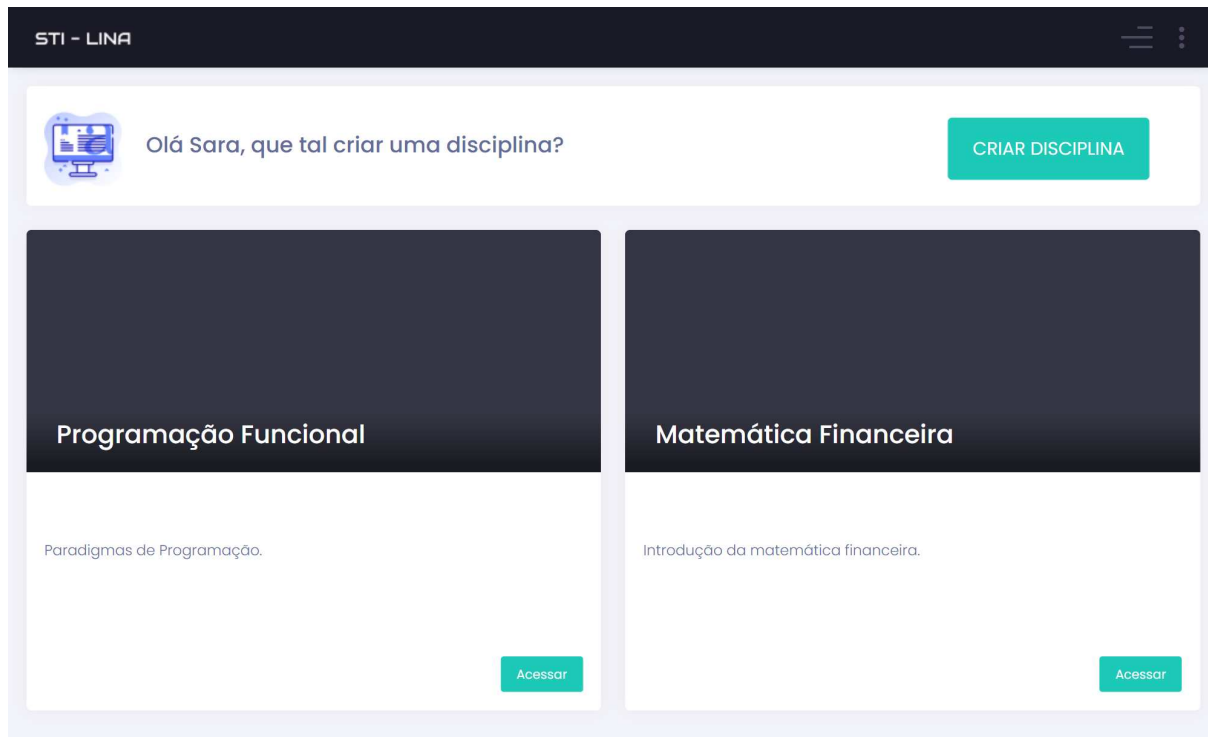 STI - LINA
Olá Sara, que tal criar uma disciplina?
CRIAR DISCIPLINA
Programação Funcional
Paradigmas de Programação.
Acessar
Matemática Financeira
Introdução da matemática financeira.
Acessar